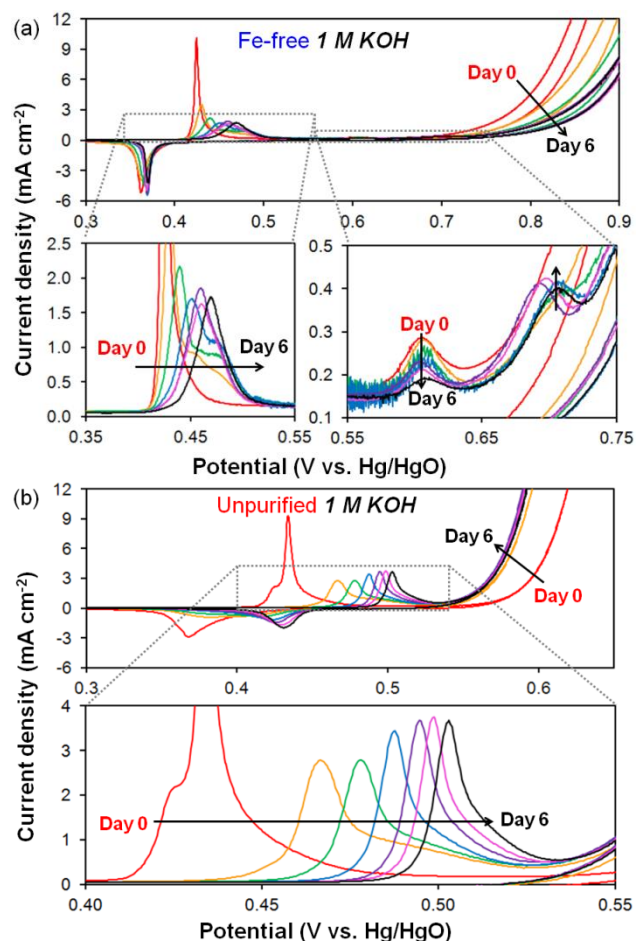 (a)
Fe-free 1 M KOH
Day 0
Day 6
12
9
6
3
0
-3
-6
0.3 0.4 0.5 0.6 0.7 0.8 0.9
Current density (mA cm⁻²)
2.5
2.0
1.5
1.0
0.5
0.0
Day 0
Day 6
0.35 0.45 0.55
0.5
0.4
0.3
0.2
0.1
Day 0
Day 6
0.55 0.65 0.75
Potential (V vs. Hg/HgO)
(b)
Unpurified 1 M KOH
Day 6
Day 0
12
9
6
3
0
-3
-6
0.3 0.4 0.5 0.6
Current density (mA cm⁻²)
4
3
2
1
0
Day 0
Day 6
0.40 0.45 0.50 0.55
Potential (V vs. Hg/HgO)